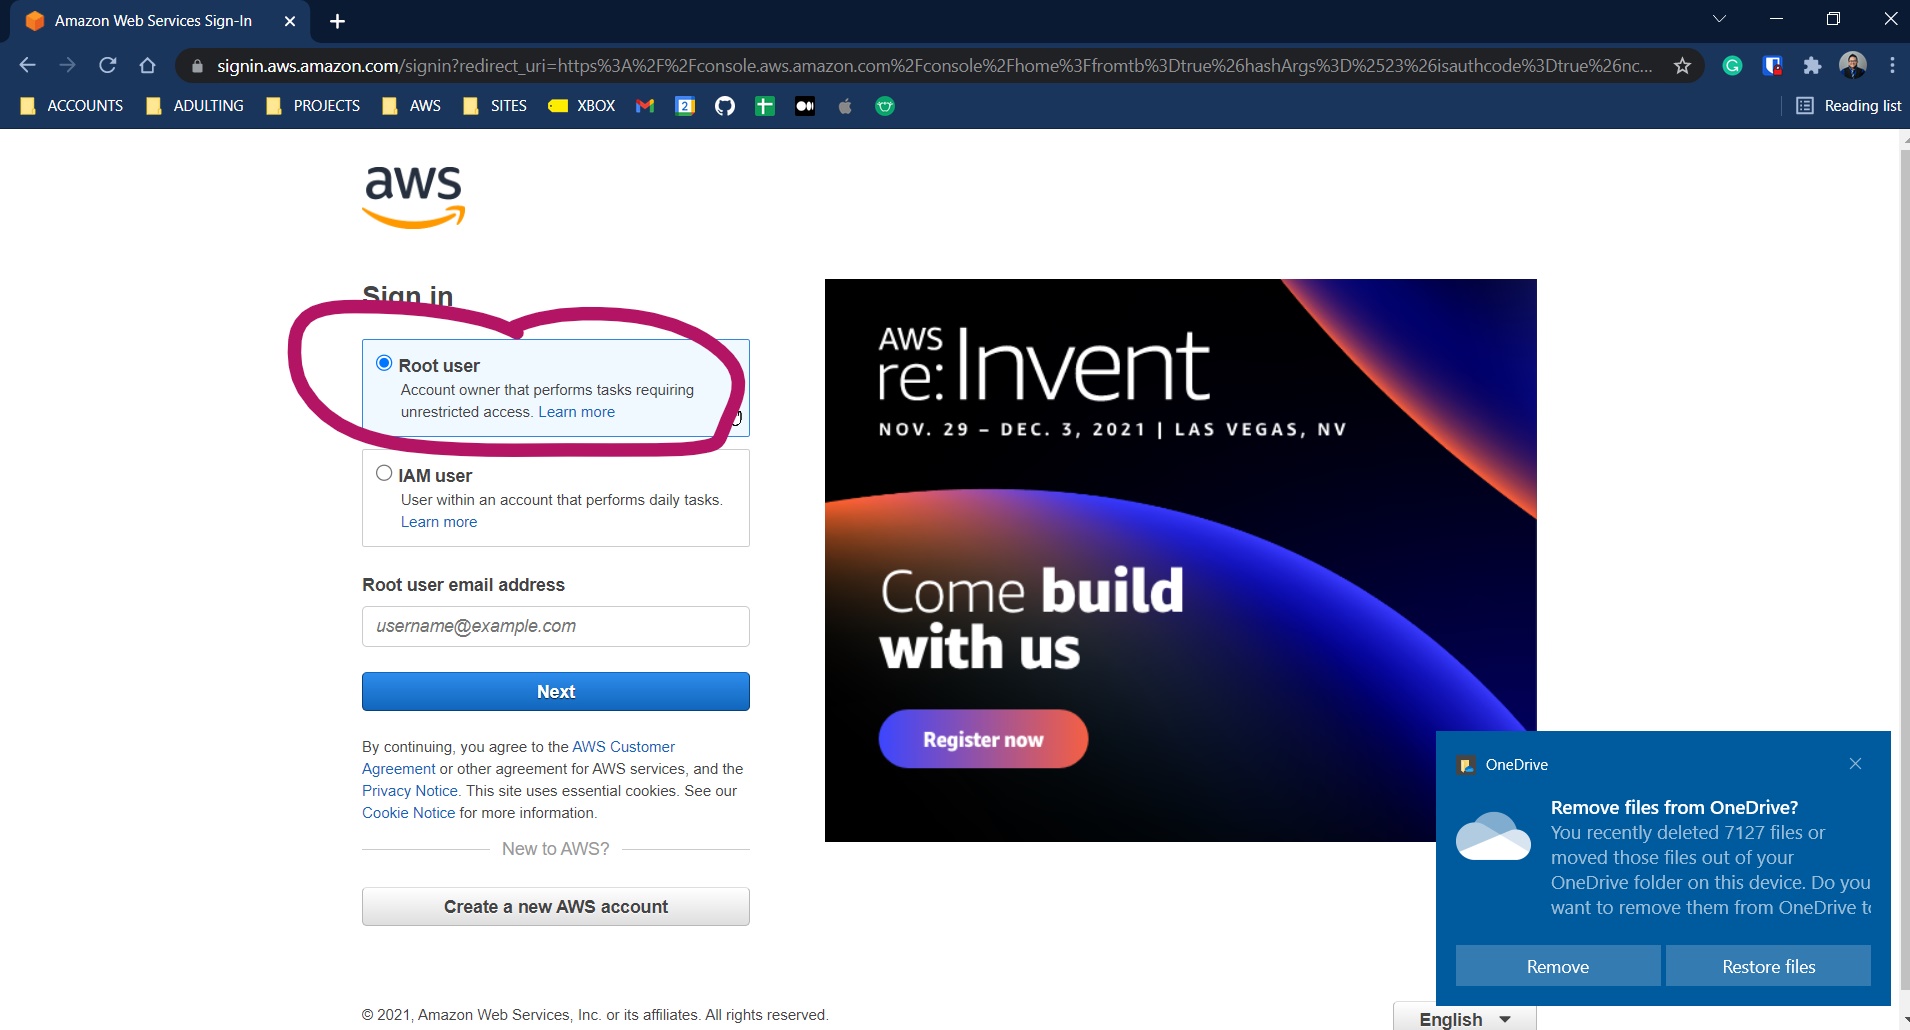 Amazon Web Services Sign-In
signin.aws.amazon.com/signin?redirect_uri=https%3A%2F%2Fconsole.aws.amazon.com%2Fconsole%2Fhome%3Ffromtb%3Dtrue%26hashArgs%3D%2523%26isauthcode%3Dtrue%26nc...
ACCOUNTS ADULTING PROJECTS AWS SITES XBOX 2 Reading list
aws
Sign in
Root user
Account owner that performs tasks requiring
unrestricted access. Learn more
IAM user
User within an account that performs daily tasks.
Learn more
Root user email address
username@example.com
Next
By continuing, you agree to the AWS Customer
Agreement or other agreement for AWS services, and the
Privacy Notice. This site uses essential cookies. See our
Cookie Notice for more information.
New to AWS?
Create a new AWS account
AWS
re:Invent
NOV. 29 – DEC. 3, 2021 | LAS VEGAS, NV
Come build
with us
Register now
OneDrive
Remove files from OneDrive?
You recently deleted 7127 files or
moved those files out of your
OneDrive folder on this device. Do you
want to remove them from OneDrive to
Remove Restore files
© 2021, Amazon Web Services, Inc. or its affiliates. All rights reserved.
English